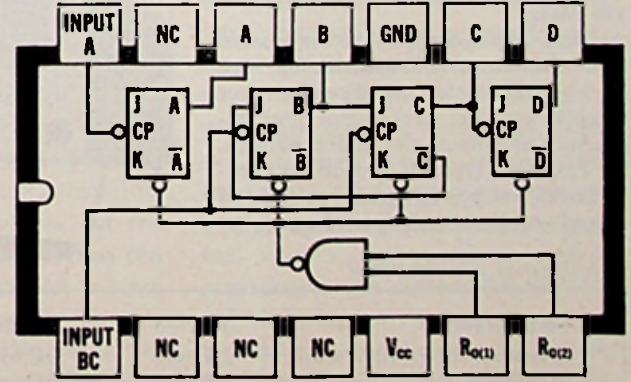 INPUT A NC A B GND C D
J A J B J C J D
CP CP CP CP
K A̅ K B̅ K C̅ K D̅
INPUT BC NC NC NC Vcc R0(1) R0(2)